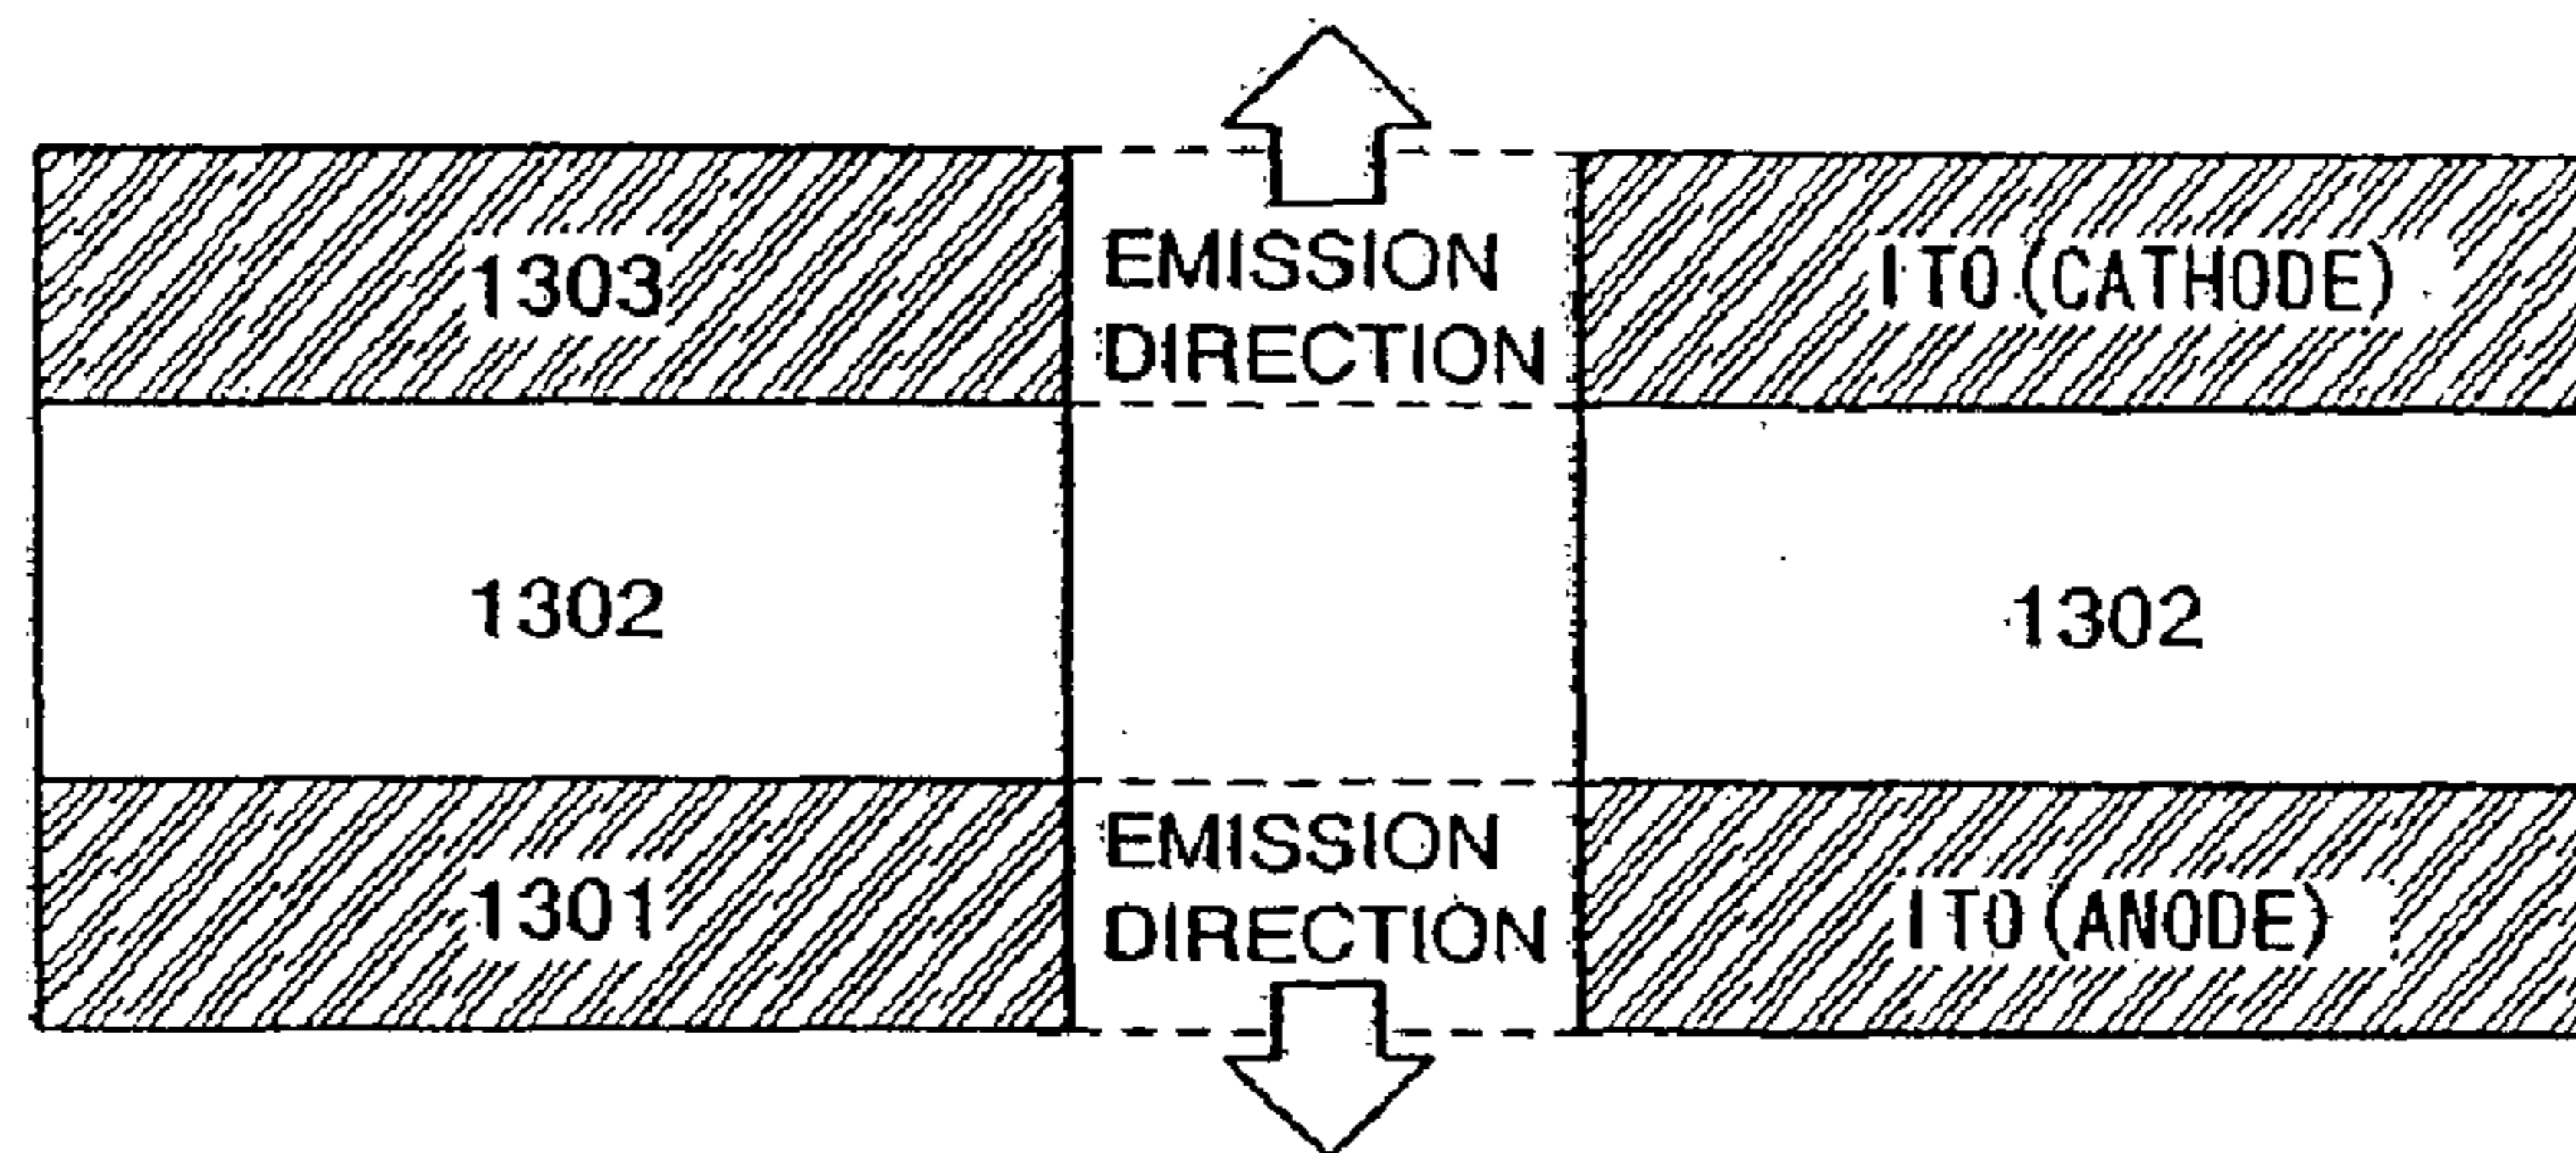 1303
EMISSION
DIRECTION
ITO (CATHODE)
1302
1302
1301
EMISSION
DIRECTION
ITO (ANODE)